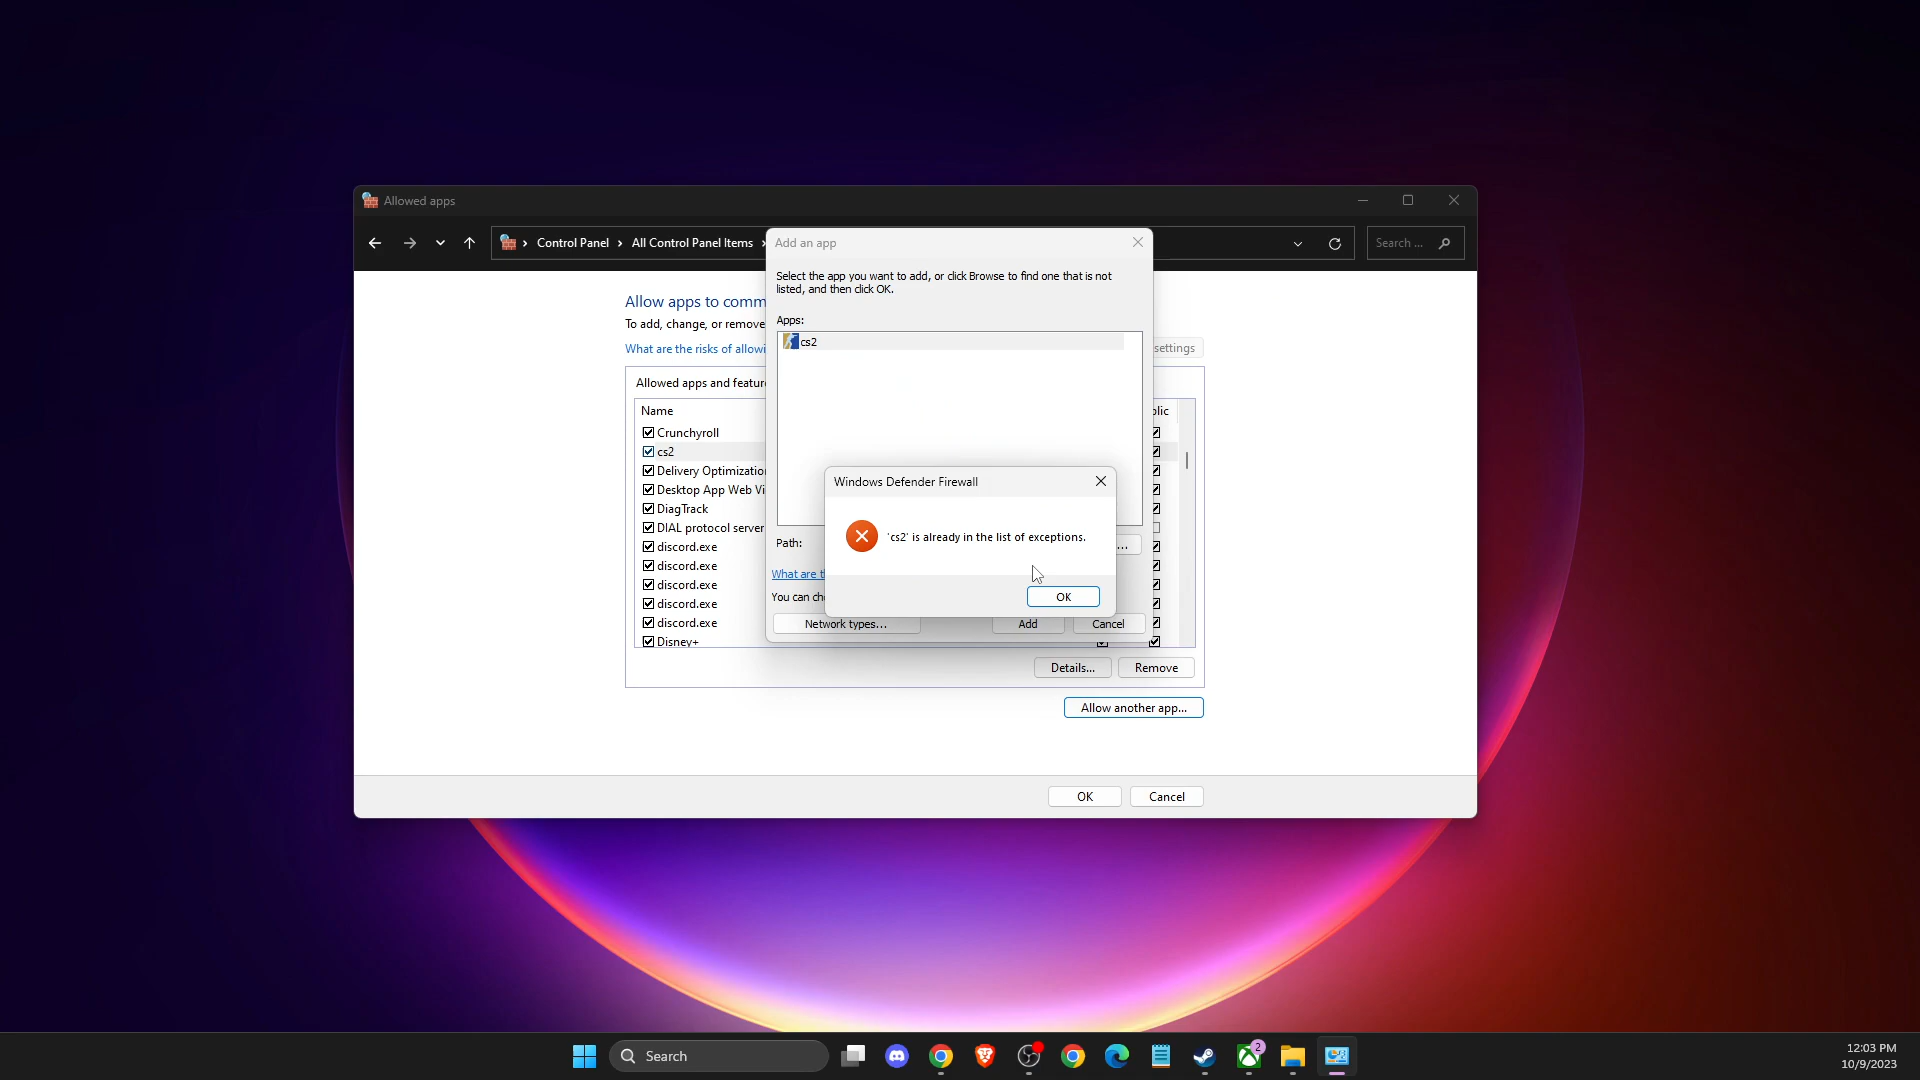 Allowed apps
Control Panel
All Control Panel Items
Search ...
Add an app
Select the app you want to add, or click Browse to find one that is not
listed, and then click OK.
Apps:
cs2
Allow apps to comm
To add, change, or remove
What are the risks of allowi
settings
Allowed apps and featur
Name
blic
Crunchyroll
cs2
Delivery Optimizatio
Desktop App Web Vi
DiagTrack
DIAL protocol server
discord.exe
discord.exe
discord.exe
discord.exe
discord.exe
Disney+
Windows Defender Firewall
'cs2' is already in the list of exceptions.
OK
Path:
...
What are t
You can ch
Network types...
Add
Cancel
Details...
Remove
Allow another app...
OK
Cancel
Search
2
12:03 PM
10/9/2023